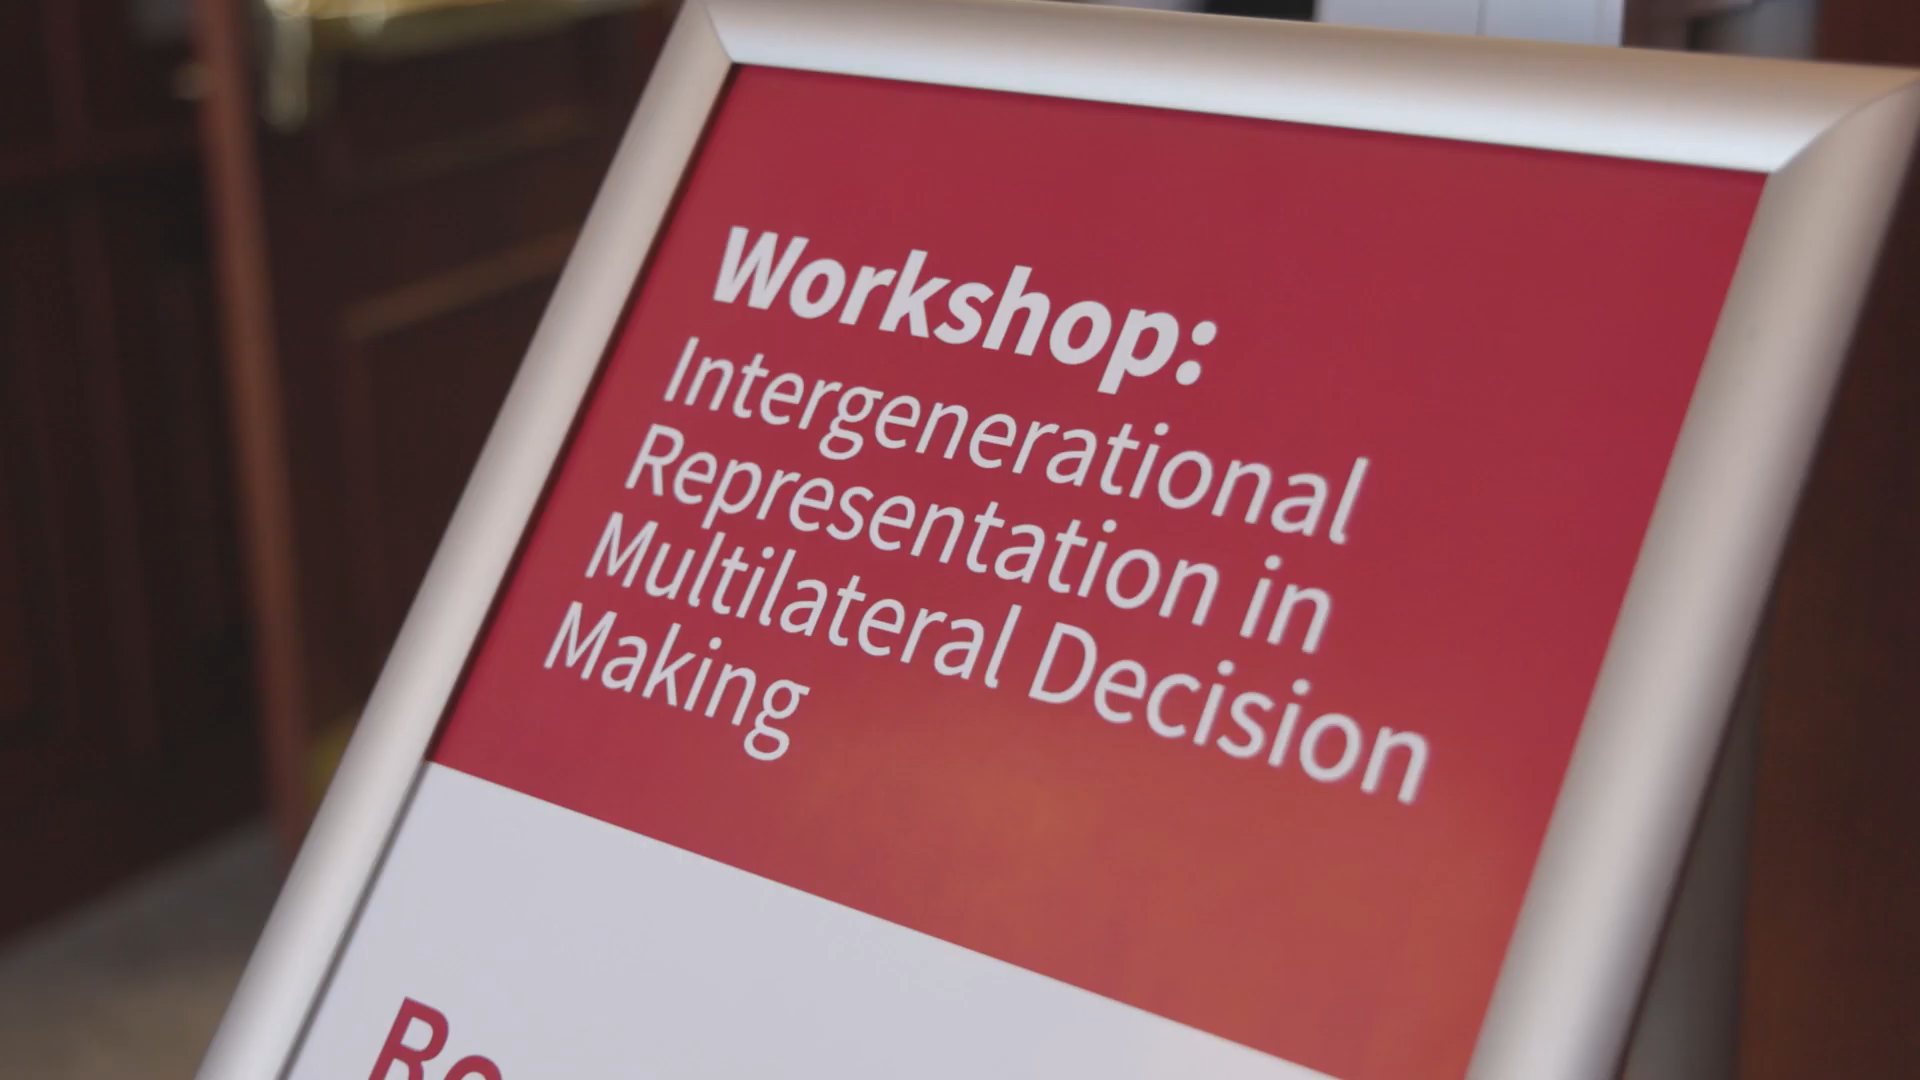 Workshop:
Intergenerational
Representation in
Multilateral Decision
Making